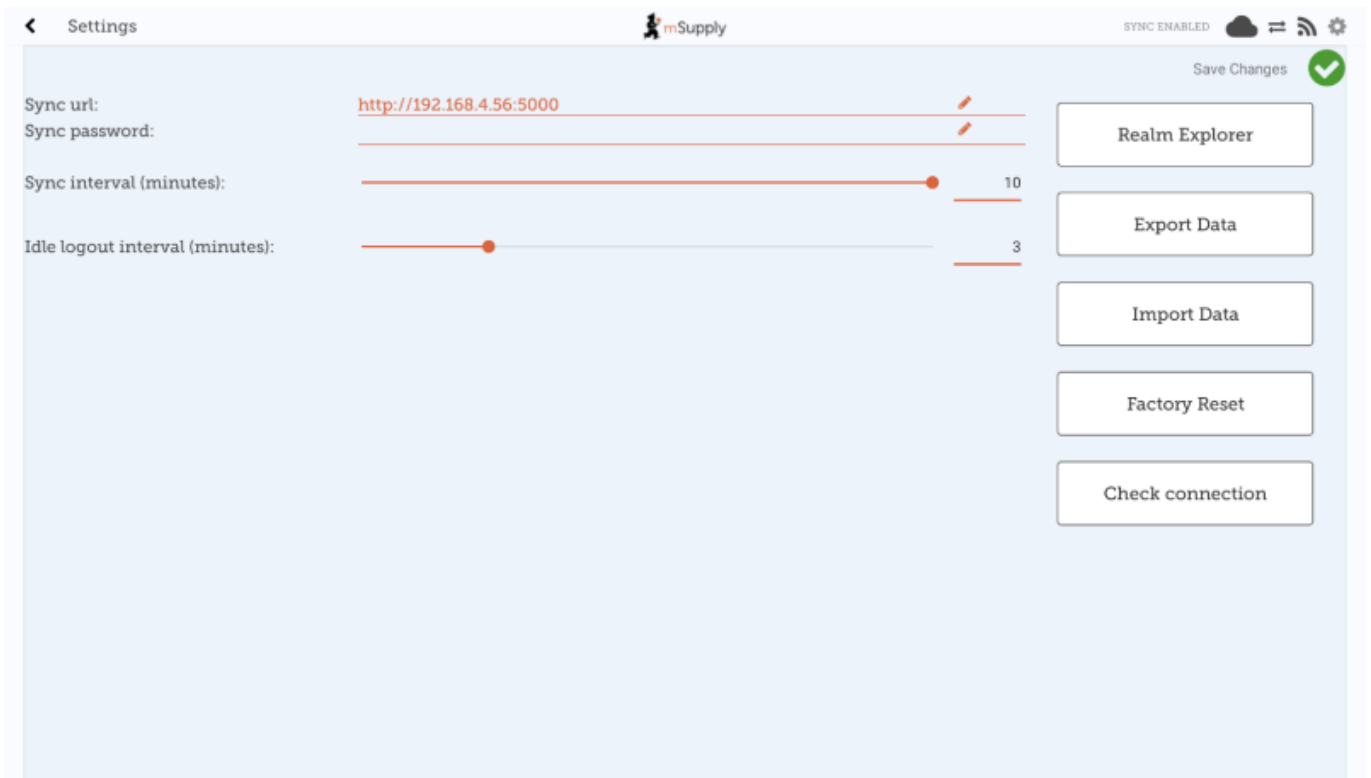 Settings
mSupply
SYNC ENABLED
Save Changes
Sync url:
http://192.168.4.56:5000
Sync password:
Sync interval (minutes):
10
Idle logout interval (minutes):
3
Realm Explorer
Export Data
Import Data
Factory Reset
Check connection